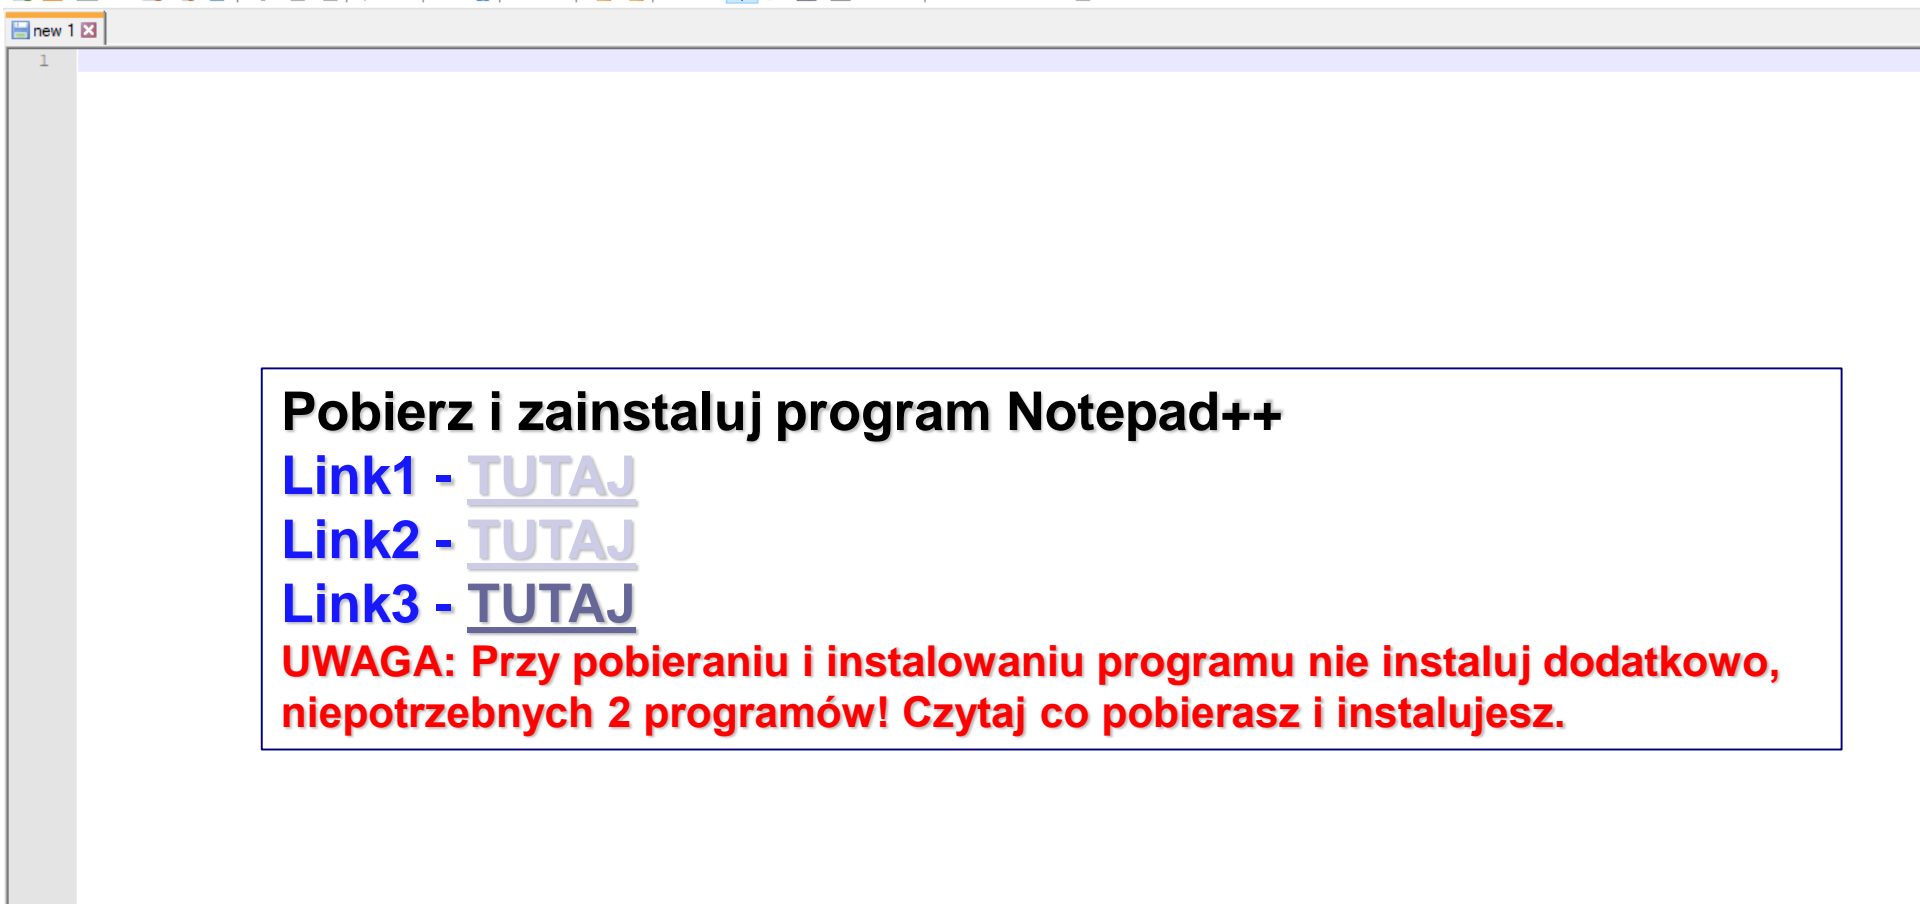 new 1
1
Pobierz i zainstaluj program Notepad++
Link1 - TUTAJ
Link2 - TUTAJ
Link3 - TUTAJ
UWAGA: Przy pobieraniu i instalowaniu programu nie instaluj dodatkowo,
niepotrzebnych 2 programów! Czytaj co pobierasz i instalujesz.